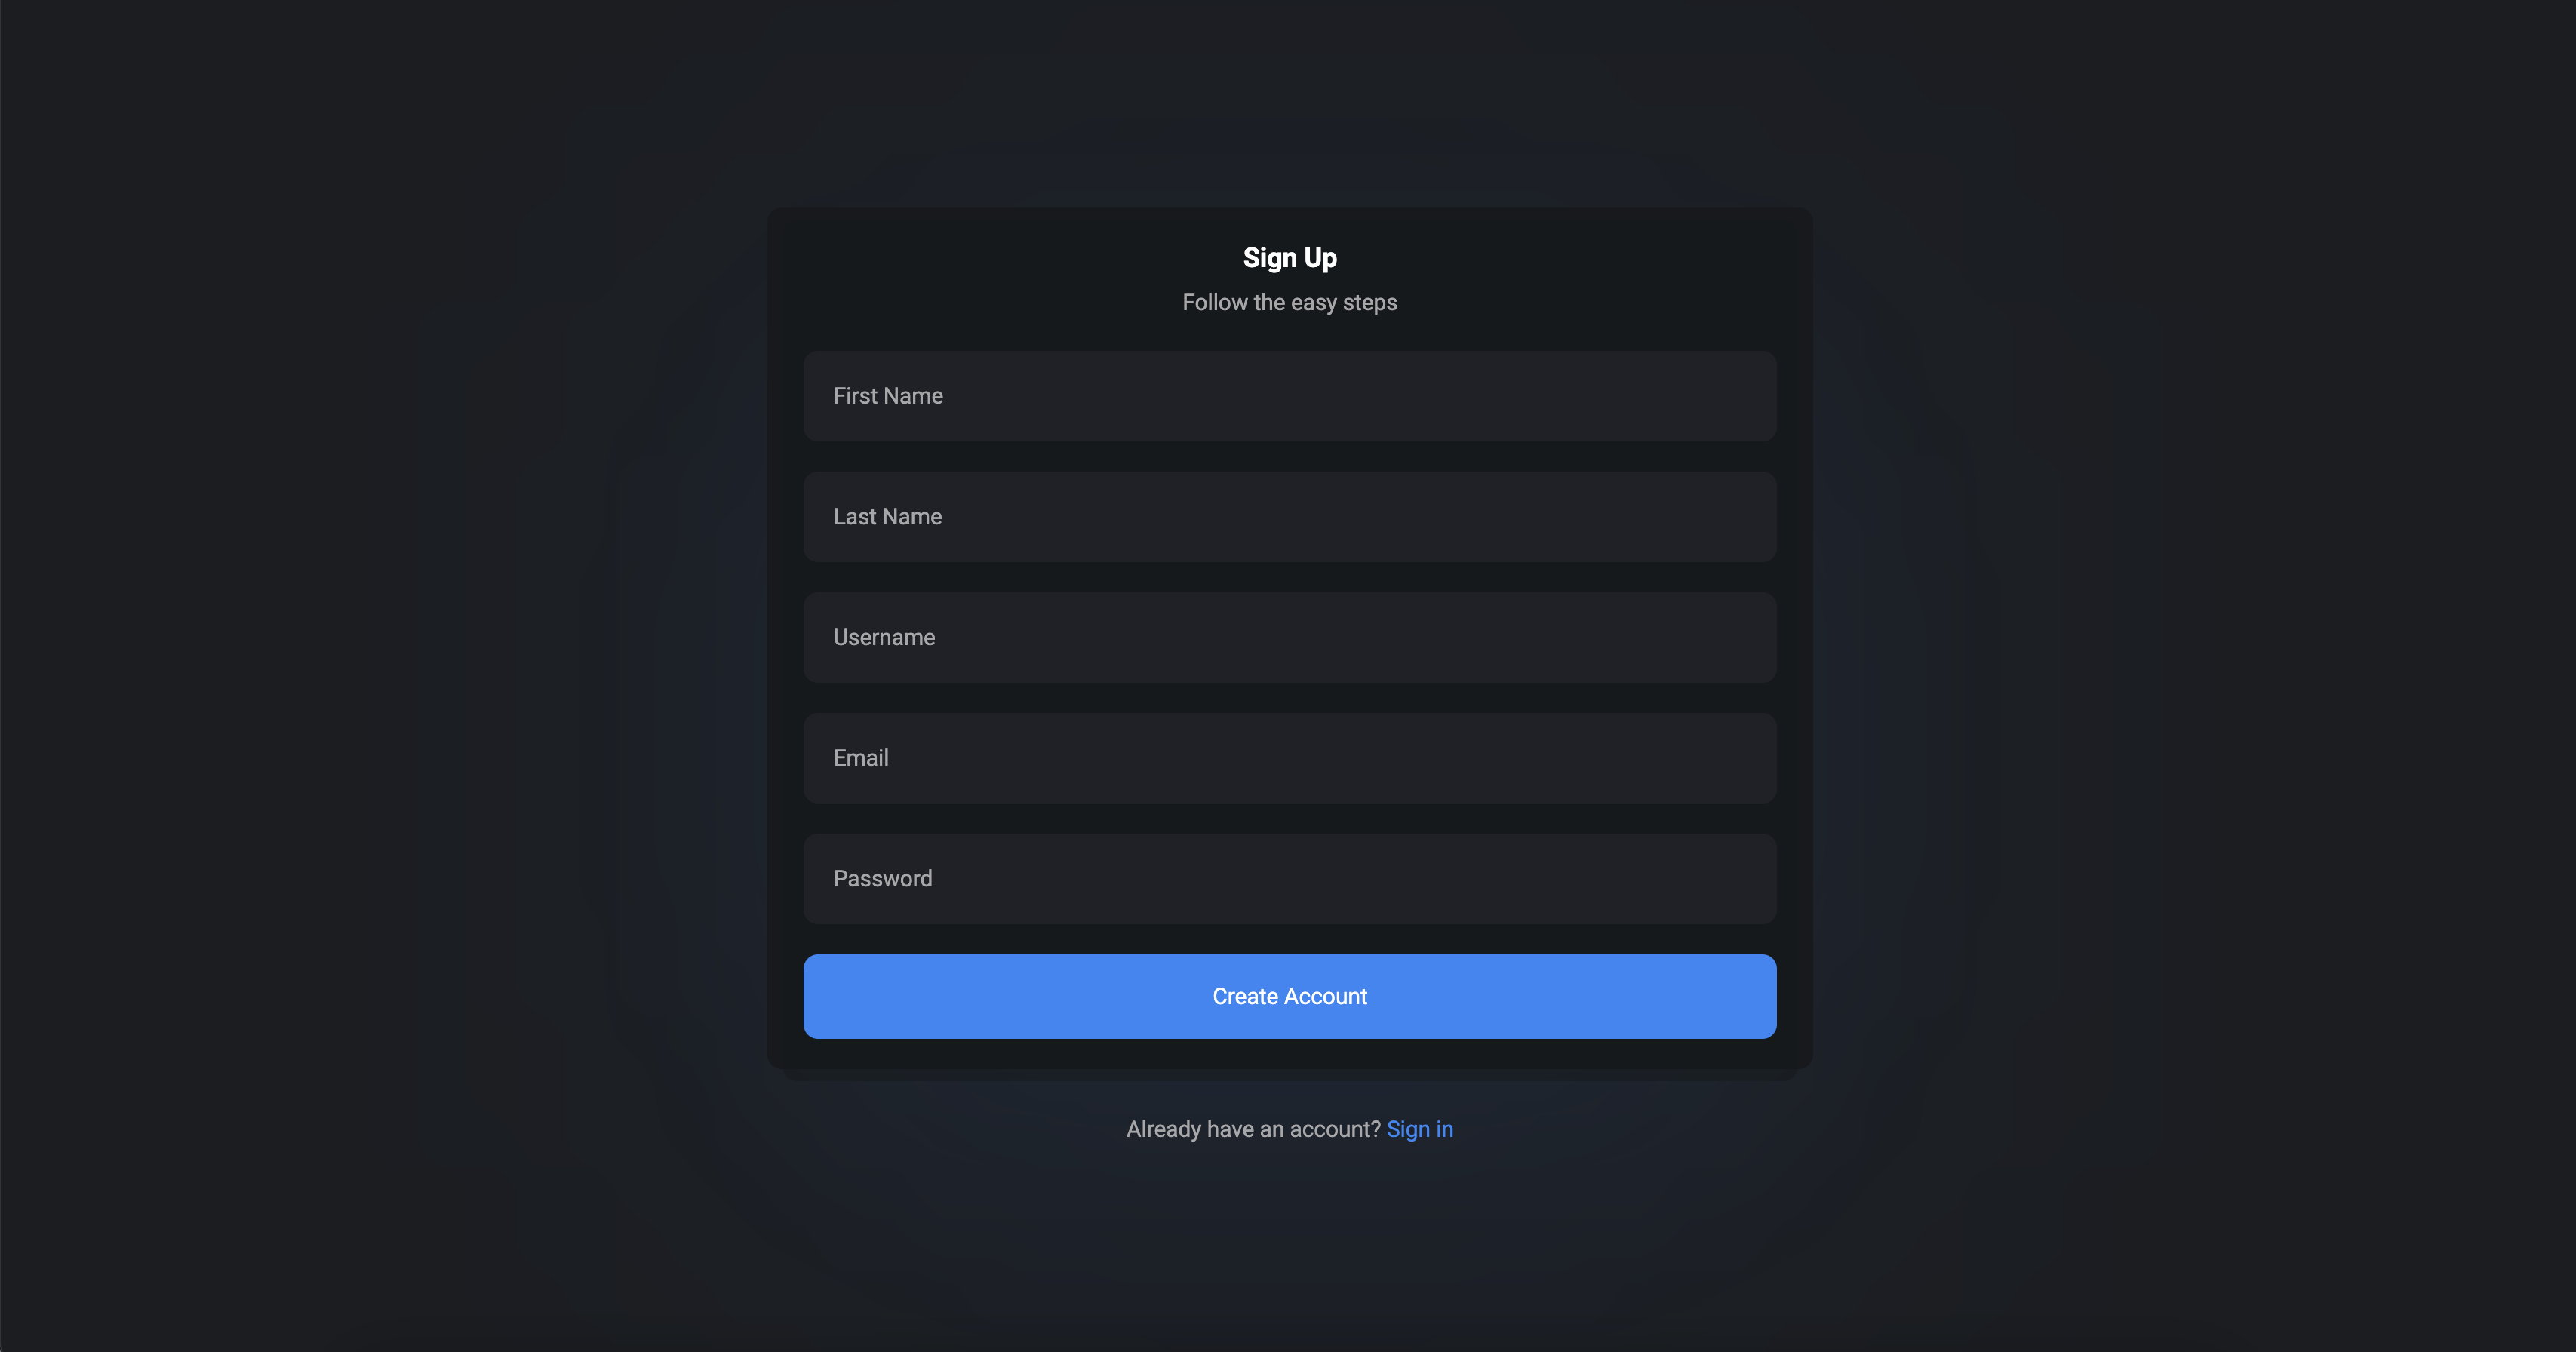 Sign Up
Follow the easy steps
First Name
Last Name
Username
Email
Password
Create Account
Already have an account? Sign in